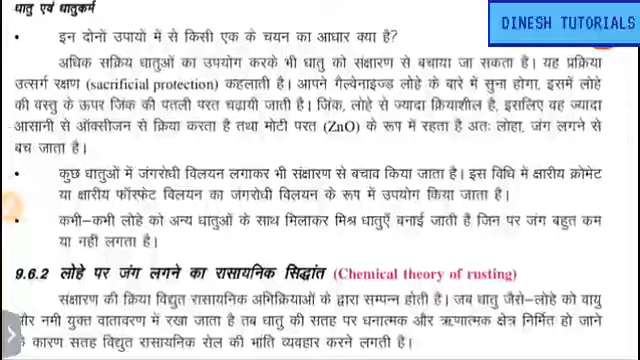 धातु एवं धातुकर्म
DINESH TUTORIALS
• इन दोनों उपायों में से किसी एक के चयन का आधार क्या है?
अधिक सक्रिय धातुओं का उपयोग करके भी धातु को संक्षारण से बचाया जा सकता है। यह प्रक्रिया
उत्सर्ग रक्षण (sacrificial protection) कहलाती है। आपने गैल्वेनाइज्ड लोहे के बारे में सुना होगा, इसमें लोहे
की वस्तु के ऊपर जिंक की पतली परत चढायी जाती है। जिंक, लोहे से ज्यादा क्रियाशील है, इसलिए वह ज्यादा
आसानी से ऑक्सीजन से क्रिया करता है तथा मोटी परत (ZnO) के रूप में रहता है अतः लोहा, जंग लगने से
बच जाता है।
• कुछ धातुओं में जंगरोधी विलयन लगाकर भी संक्षारण से बचाव किया जाता है। इस विधि में क्षारीय क्रोमेट
या क्षारीय फॉस्फेट विलयन का जंगरोधी विलयन के रूप में उपयोग किया जाता है।
• कभी-कभी लोहे को अन्य धातुओं के साथ मिलाकर मिश्र धातुएँ बनाई जाती हैं जिन पर जंग बहुत कम
या नही लगता है।
9.6.2 लोहे पर जंग लगने का रासायनिक सिद्धांत (Chemical theory of rusting)
संक्षारण की क्रिया विद्युत रासायनिक अभिक्रियाओं के द्वारा सम्पन्न होती है। जब धातु जैसे-लोहे को वायु
और नमी युक्त वातावरण में रखा जाता है तब धातु की सतह पर धनात्मक और ऋणात्मक क्षेत्र निर्मित हो जाने
के कारण सतह विद्युत रासायनिक सेल की भांति व्यवहार करने लगती है।